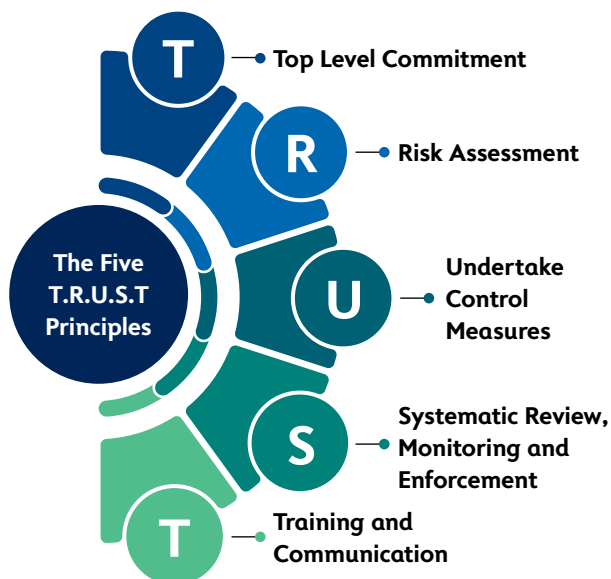 The Five
T.R.U.S.T
Principles
T
Top Level Commitment
R
Risk Assessment
U
Undertake
Control
Measures
S
Systematic Review,
Monitoring and
Enforcement
T
Training and
Communication